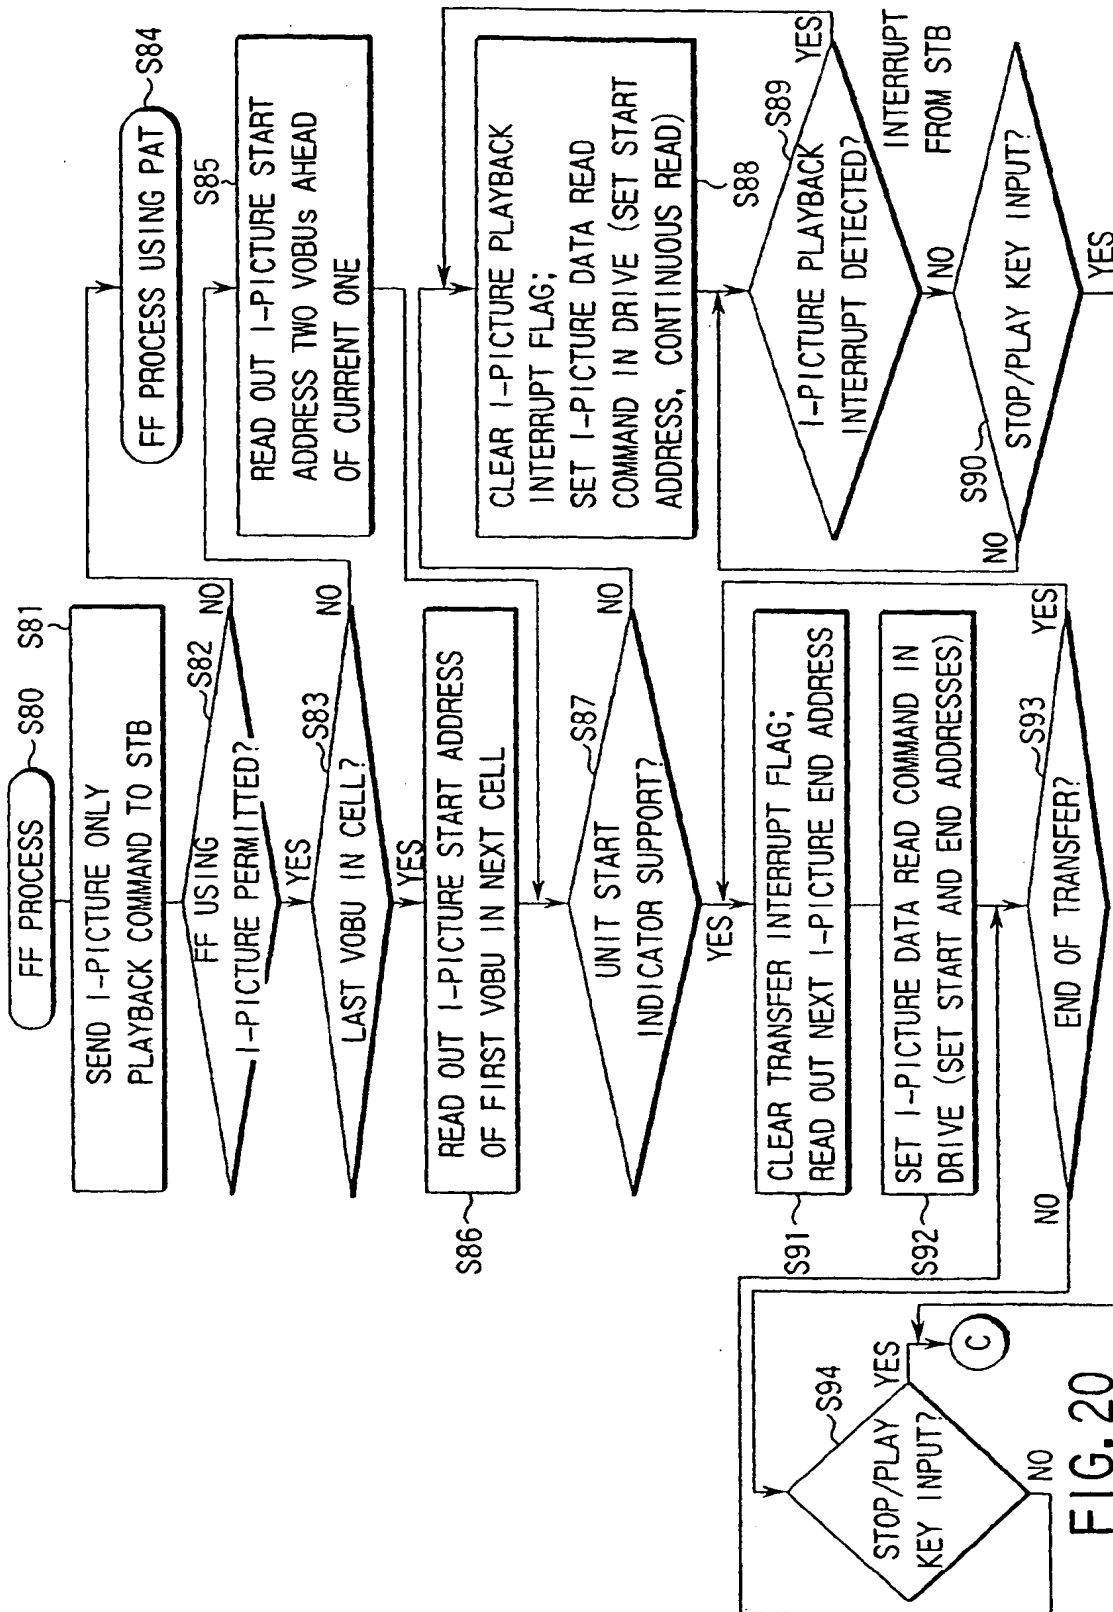 FF PROCESS
S80
S81
SEND I-PICTURE ONLY
PLAYBACK COMMAND TO STB
S82
FF USING
I-PICTURE PERMITTED?
NO
YES
FF PROCESS USING PAT
S84
S83
LAST VOBU IN CELL?
NO
YES
S85
READ OUT I-PICTURE START
ADDRESS TWO VOBUs AHEAD
OF CURRENT ONE
READ OUT I-PICTURE START ADDRESS
OF FIRST VOBU IN NEXT CELL
S86
S87
UNIT START
INDICATOR SUPPORT?
NO
YES
CLEAR I-PICTURE PLAYBACK
INTERRUPT FLAG;
SET I-PICTURE DATA READ
COMMAND IN DRIVE (SET START
ADDRESS, CONTINUOUS READ)
S88
S89
I-PICTURE PLAYBACK
INTERRUPT DETECTED?
YES
NO
INTERRUPT
FROM STB
S90
STOP/PLAY KEY INPUT?
NO
YES
CLEAR TRANSFER INTERRUPT FLAG;
READ OUT NEXT I-PICTURE END ADDRESS
S91
SET I-PICTURE DATA READ COMMAND IN
DRIVE (SET START AND END ADDRESSES)
S92
S93
END OF TRANSFER?
YES
NO
S94
STOP/PLAY
KEY INPUT?
YES
NO
C
FIG. 20